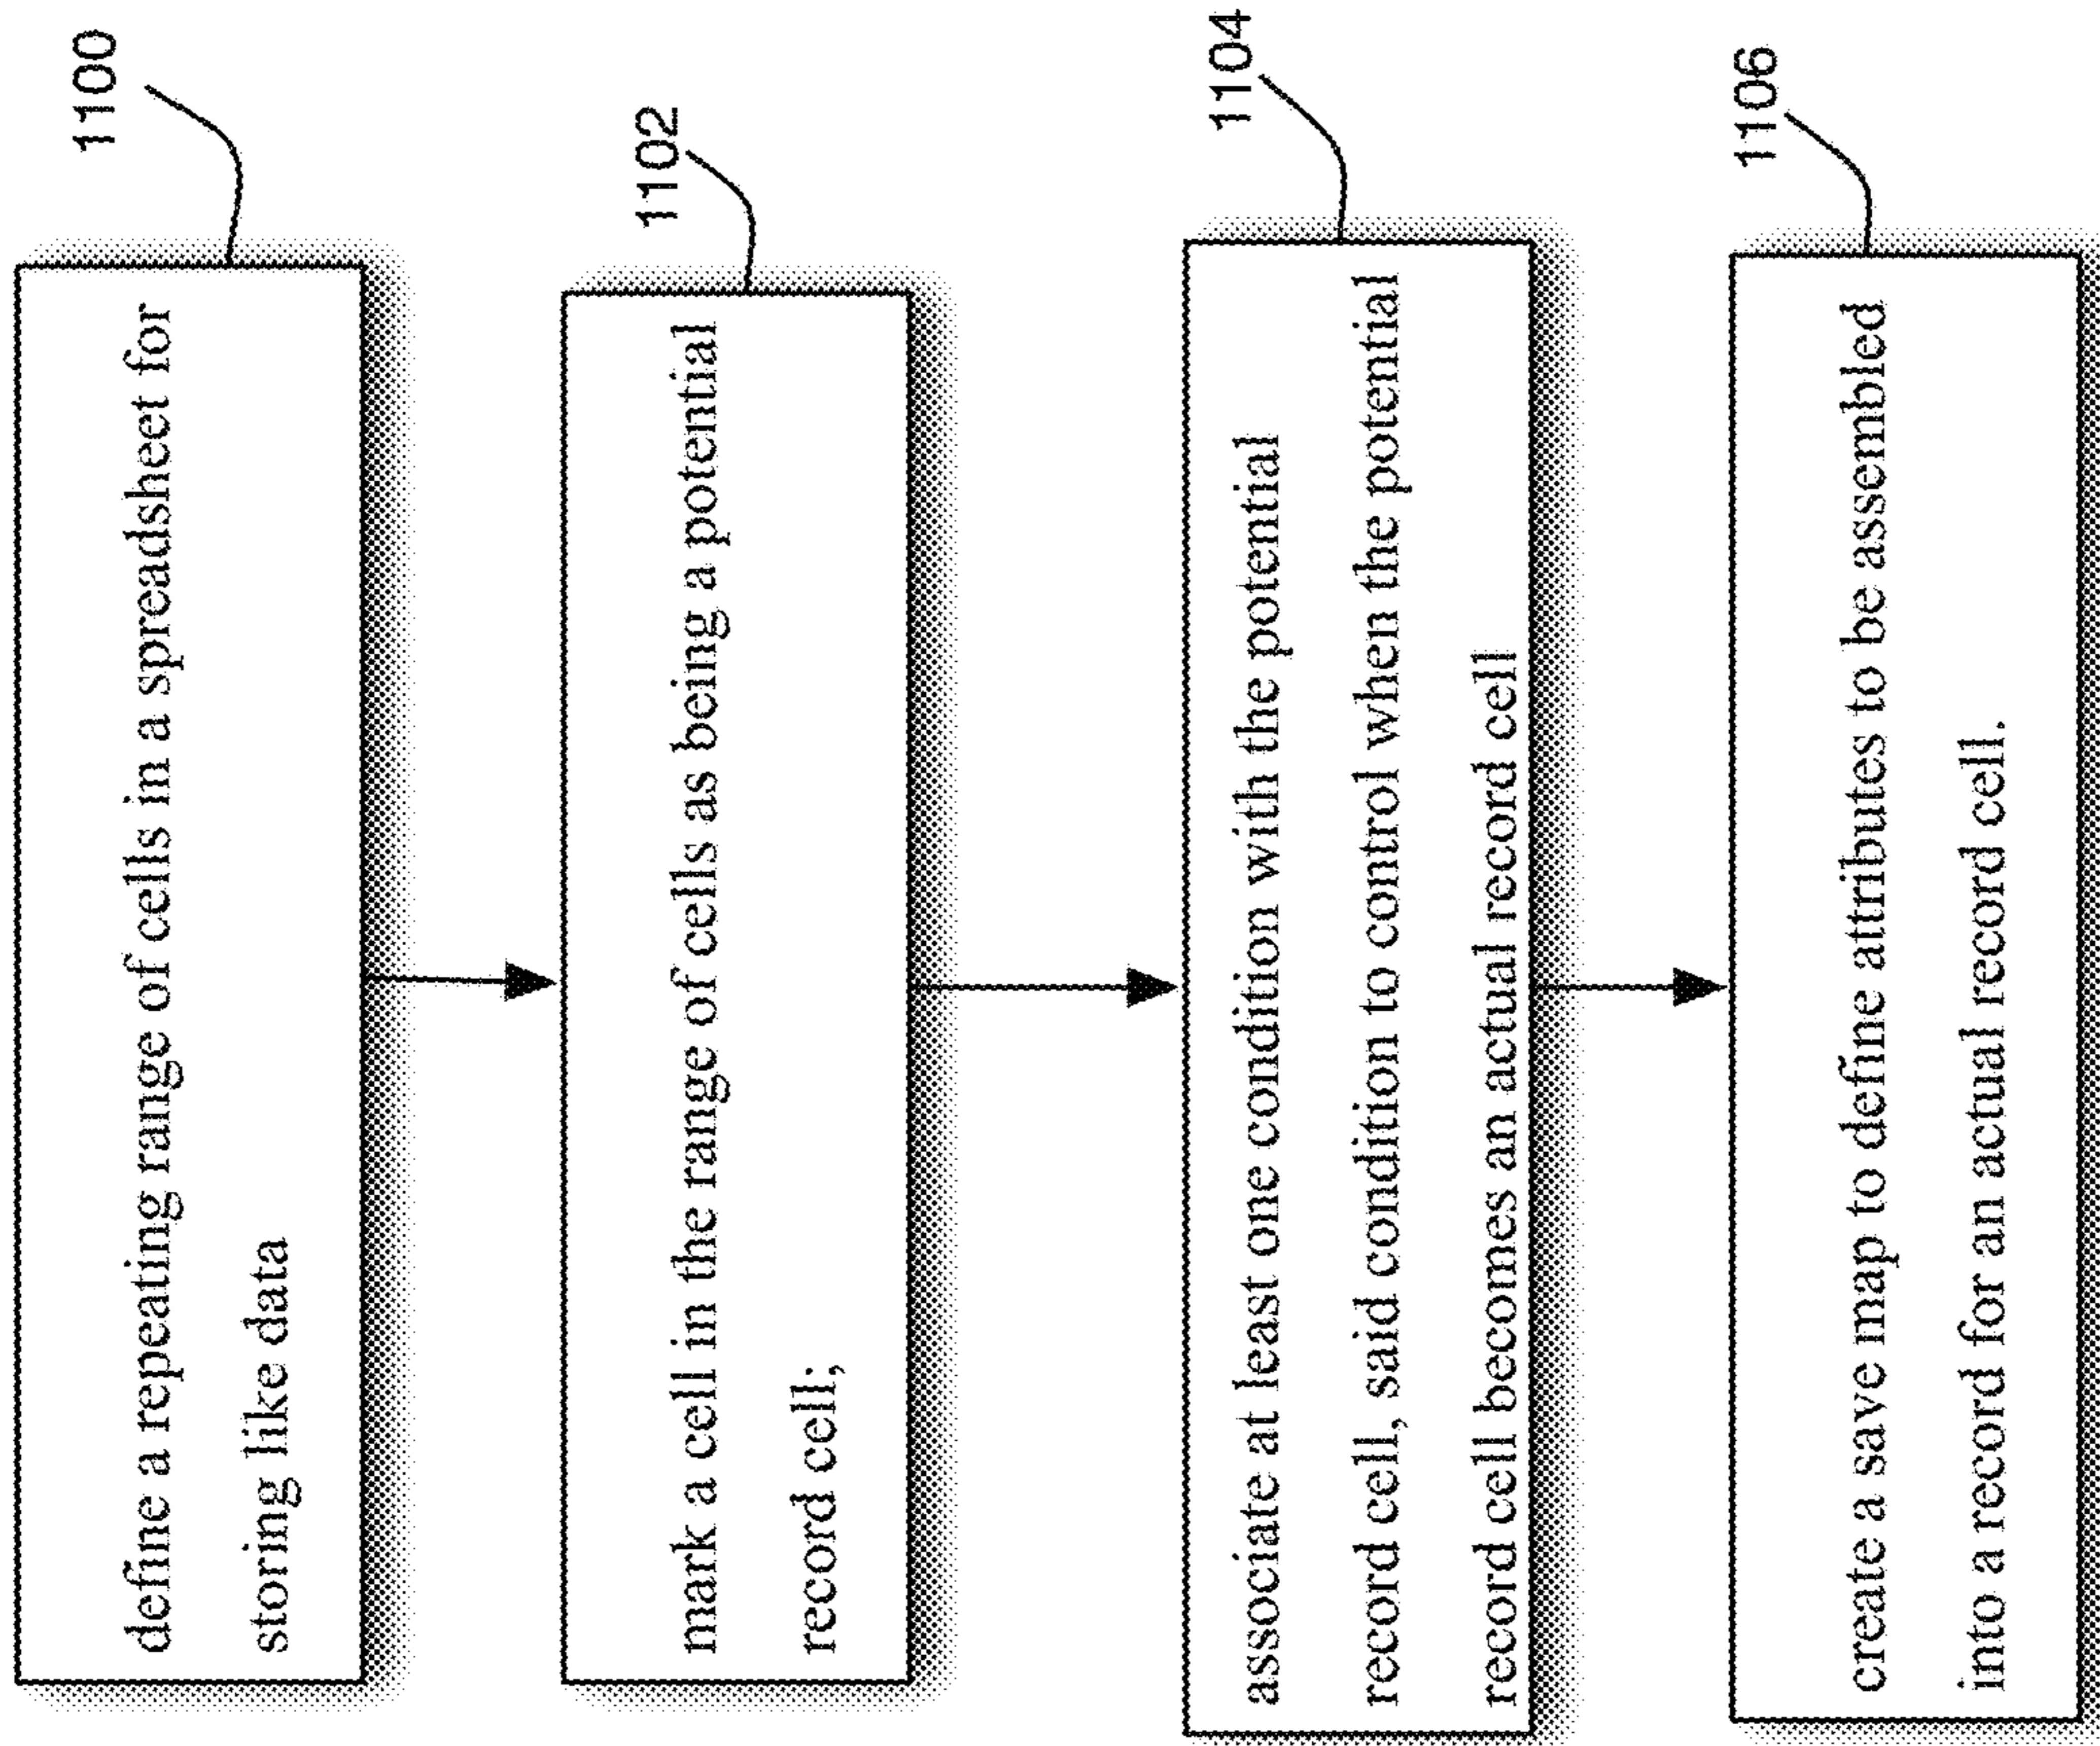 1100
define a repeating range of cells in a spreadsheet for
storing like data
1102
mark a cell in the range of cells as being a potential
record cell;
1104
associate at least one condition with the potential
record cell, said condition to control when the potential
record cell becomes an actual record cell
1106
create a save map to define attributes to be assembled
into a record for an actual record cell.